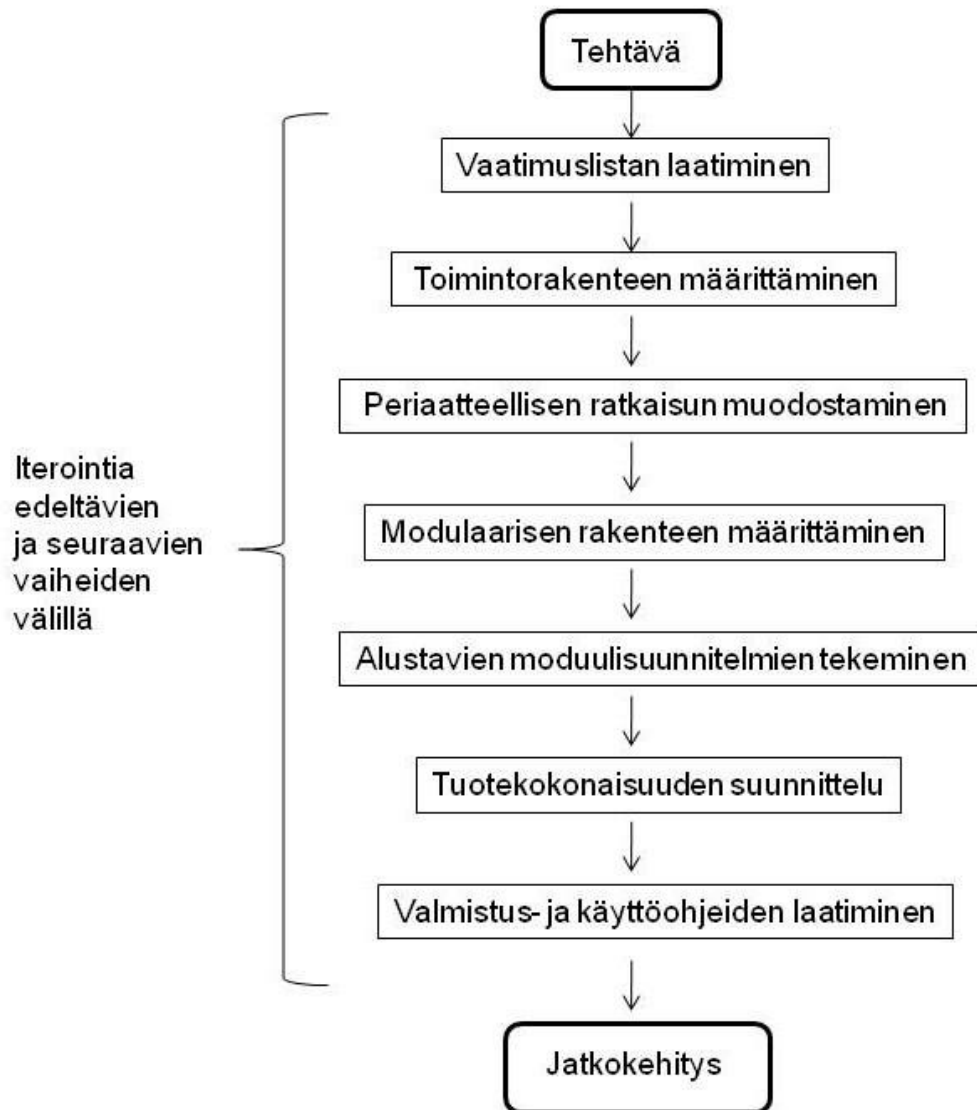 Tehtävä
Vaatimuslistan laatiminen
Toimintorakenteen määrittäminen
Periaatteellisen ratkaisun muodostaminen
Modulaarisen rakenteen määrittäminen
Alustavien moduulisuunnitelmien tekeminen
Tuotekokonaisuuden suunnittelu
Valmistus- ja käyttöohjeiden laatiminen
Jatkokehitys
Iterointia
edeltävien
ja seuraavien
vaiheiden
välillä